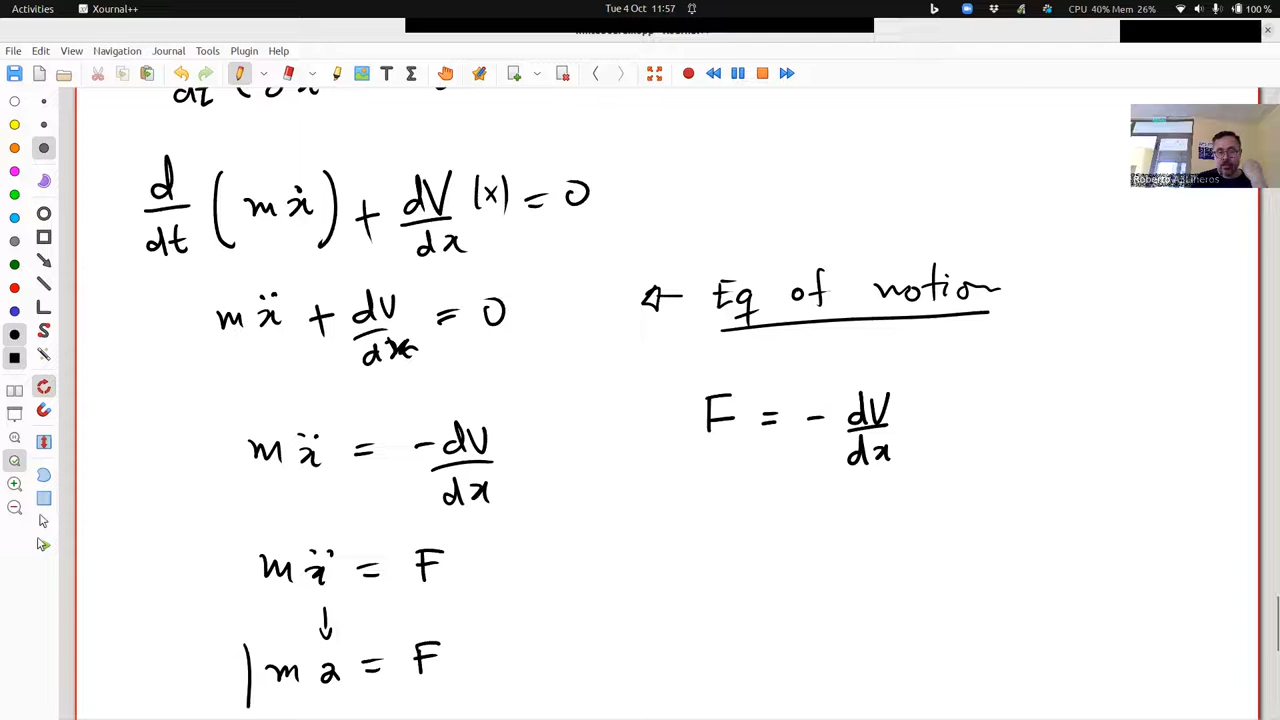 Activities Xournal++ Tue 4 Oct 11:57 CPU 40% Mem 26% 100 %
File Edit View Navigation Journal Tools Plugin Help
d/dt (mẋ) + dV/dx (x) = 0
mẍ + dV/dx = 0
← Eq of notion
mẍ = -dV/dx
F = - dV/dx
mẍ = F
↓
m a = F